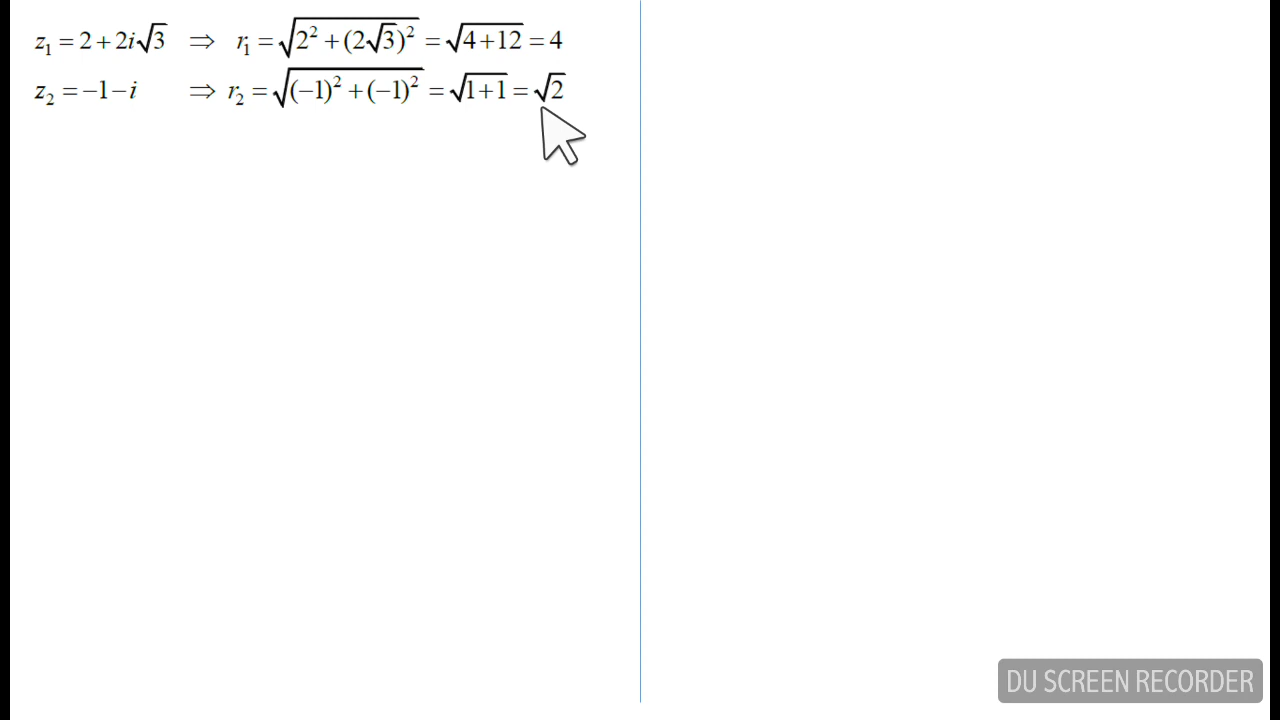 z₁ = 2 + 2i√3 ⇒ r₁ = √(2² + (2√3)²) = √(4+12) = 4
z₂ = −1 − i ⇒ r₂ = √((−1)² + (−1)²) = √(1+1) = √2
DU SCREEN RECORDER